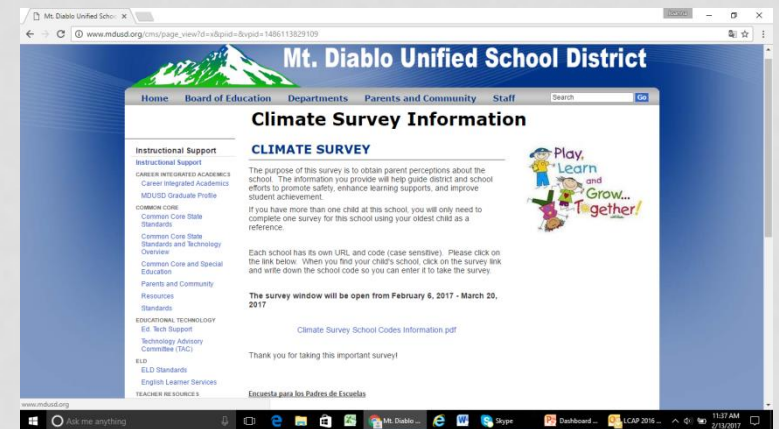 Mt. Diablo Unified Schoo
www.mdusd.org/cms/page_view?d=x&piid=&vpid=1486113829109
Mt. Diablo Unified School District
Home Board of Education Departments Parents and Community Staff Search Go
Climate Survey Information
Instructional Support
Instructional Support
CAREER INTEGRATED ACADEMICS
Career Integrated Academics
MDUSD Graduate Profile
COMMON CORE
Common Core State
Standards
Common Core State
Standards and Technology
Overview
Common Core and Special
Education
Parents and Community
Resources
Standards
EDUCATIONAL TECHNOLOGY
Ed. Tech Support
Technology Advisory
Committee (TAC)
ELD
ELD Standards
English Learner Services
TEACHER RESOURCES
CLIMATE SURVEY
The purpose of this survey is to obtain parent perceptions about the
school. The information you provide will help guide district and school
efforts to promote safety, enhance learning supports, and improve
student achievement.
If you have more than one child at this school, you will only need to
complete one survey for this school using your oldest child as a
reference.
Each school has its own URL and code (case sensitive). Please click on
the link below. When you find your child's school, click on the survey link
and write down the school code so you can enter it to take the survey.
The survey window will be open from February 6, 2017 - March 20,
2017
Climate Survey School Codes Information pdf
Thank you for taking this important survey!
Encuesta para los Padres de Escuelas
Play,
Learn
and
Grow...
Together!
www.mdusd.org
Ask me anything
Mt. Diablo ...
Skype
Dashboard ...
LCAP 2016 ...
11:37 AM
2/13/2017